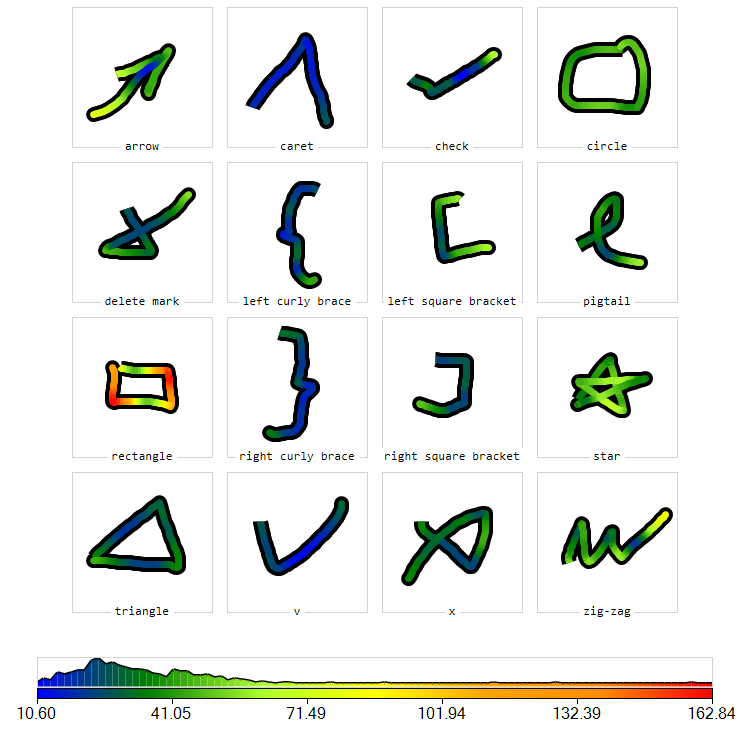 arrow caret check circle
delete mark left curly brace left square bracket pigtail
rectangle right curly brace right square bracket star
triangle v x zig-zag
10.60 41.05 71.49 101.94 132.39 162.84